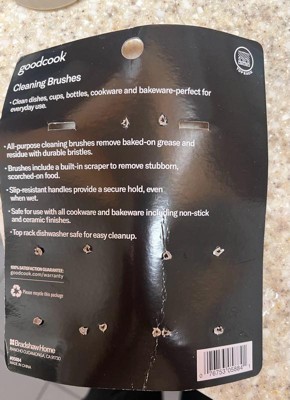 goodcook
Cleaning Brushes
• Clean dishes, cups, bottles, cookware and bakeware-perfect for
everyday use.
• All-purpose cleaning brushes remove baked-on grease and
residue with durable bristles.
• Brushes include a built-in scraper to remove stubborn,
scorched-on food.
• Slip-resistant handles provide a secure hold, even
when wet.
• Safe for use with all cookware and bakeware including non-stick
and ceramic finishes.
• Top rack dishwasher safe for easy cleanup.
100% SATISFACTION GUARANTEE:
goodcook.com/warranty
Please recycle this package
BradshawHome
RANCHO CUCAMONGA, CA 91730
MADE IN CHINA